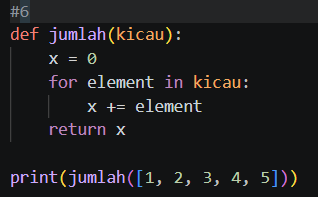 #6
def jumlah(kicau):
    x = 0
    for element in kicau:
        x += element
    return x

print(jumlah([1, 2, 3, 4, 5]))